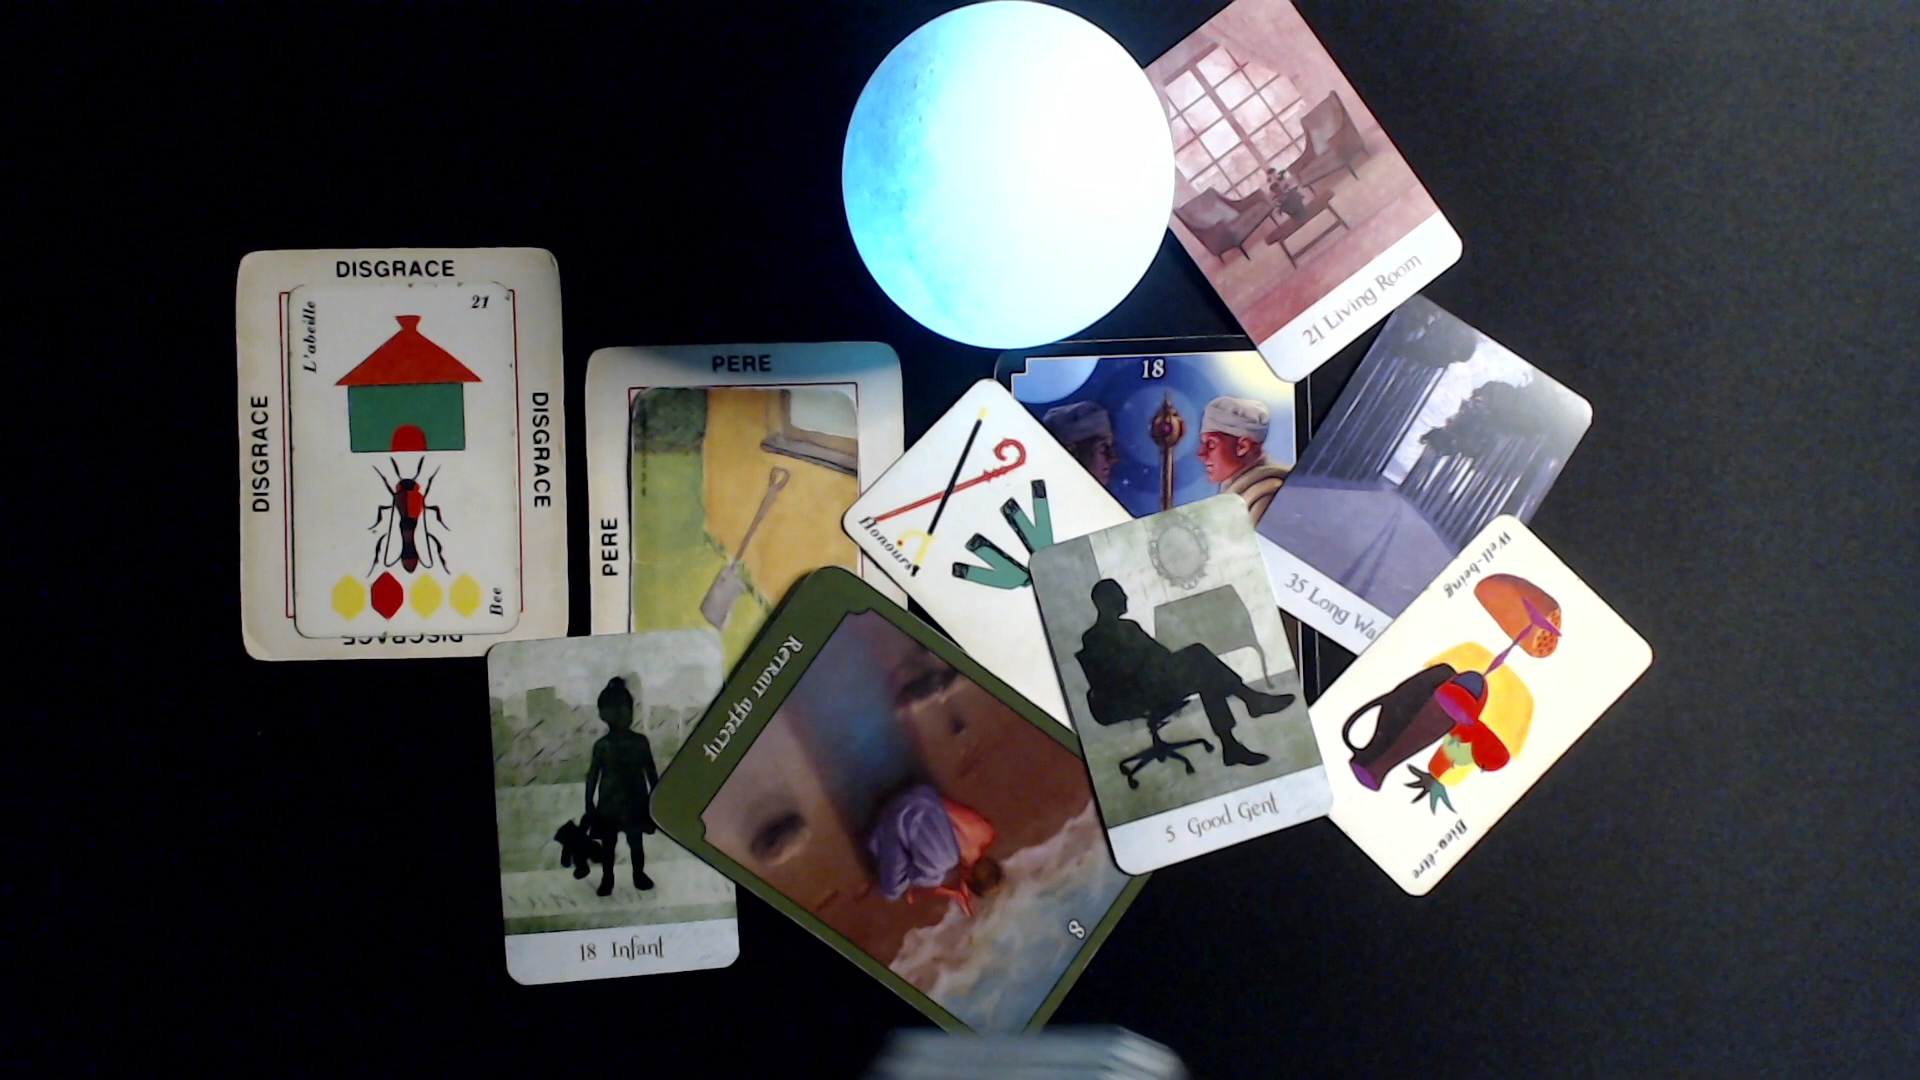 DISGRACE
DISGRACE
DISGRACE
DISGRACE
L'abeille
21
Bee
PERE
PERE
18 Infant
Retrait affectif
8
Honours
18
5 Good Gent
21 Living Room
35 Long Wa
Well-being
Bien-être